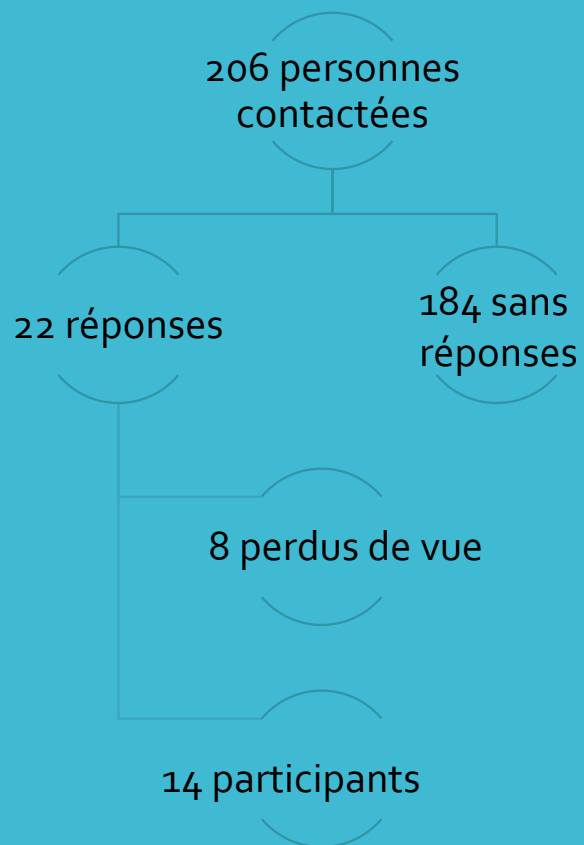 206 personnes
contactées
22 réponses
184 sans
réponses
8 perdus de vue
14 participants